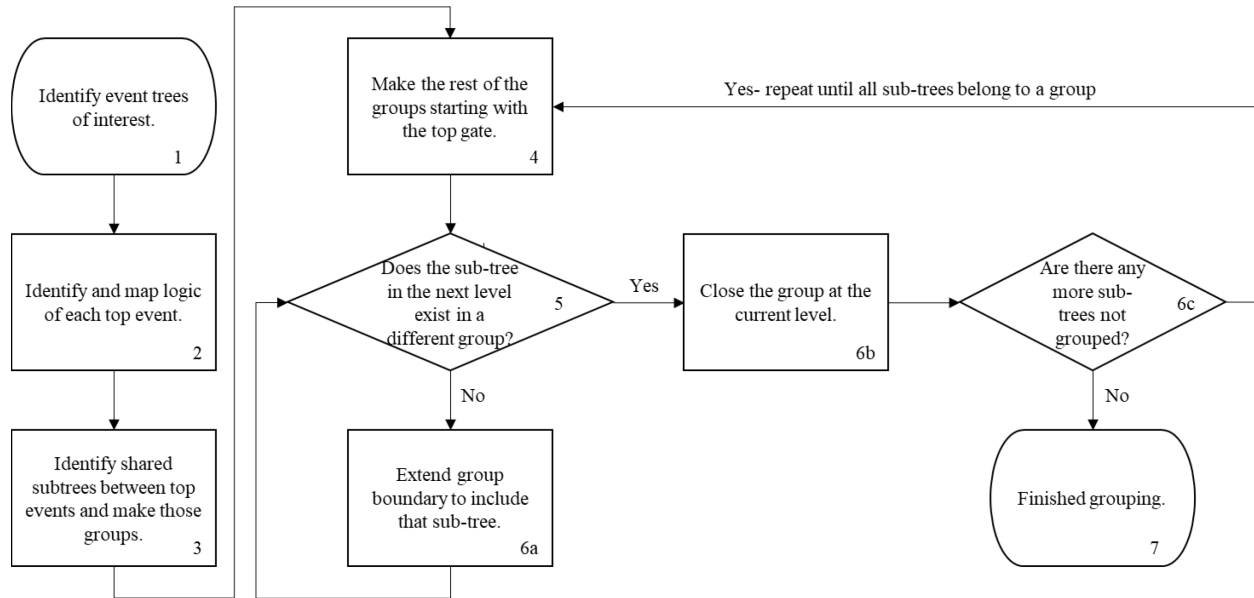 Identify event trees
of interest.
1
Identify and map logic
of each top event.
2
Identify shared
subtrees between top
events and make those
groups.
3
Make the rest of the
groups starting with
the top gate.
4
Yes- repeat until all sub-trees belong to a group
Does the sub-tree
in the next level
exist in a
different group?
5
Yes
No
Extend group
boundary to include
that sub-tree.
6a
Close the group at the
current level.
6b
Are there any
more sub-
trees not
grouped?
6c
No
Finished grouping.
7